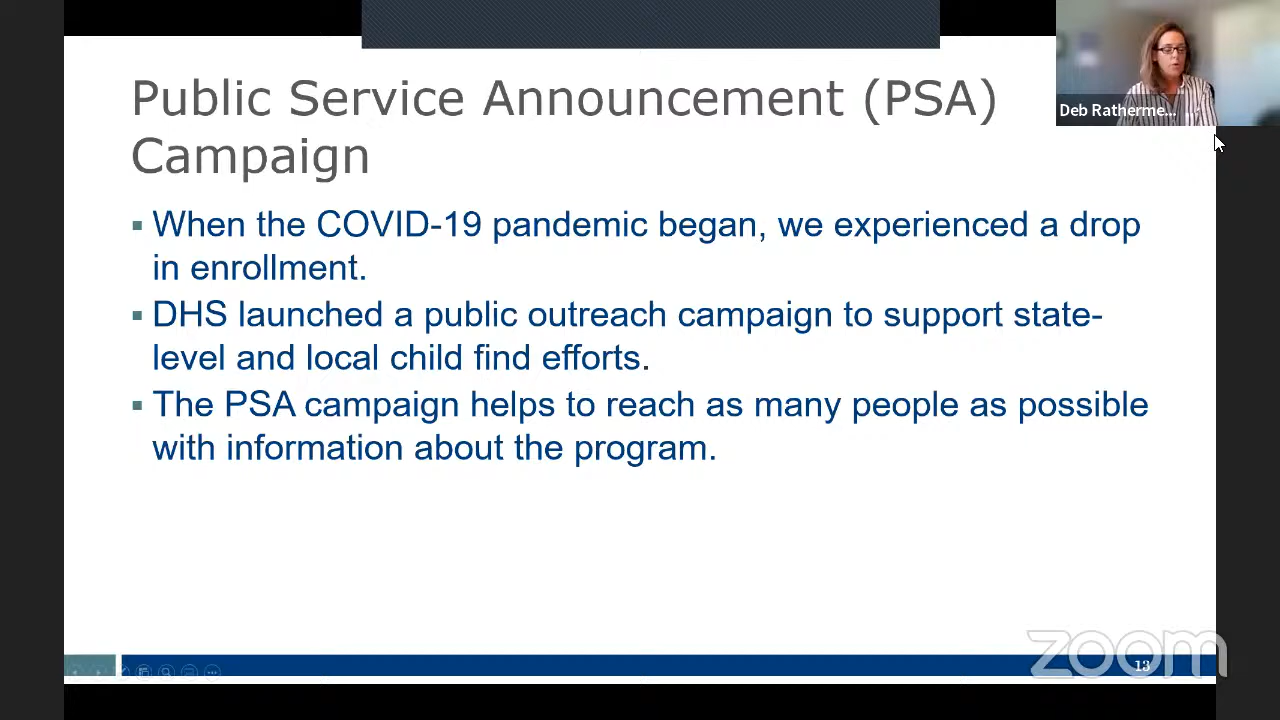 Public Service Announcement (PSA)
Campaign
Deb Ratherme...
▪ When the COVID-19 pandemic began, we experienced a drop
in enrollment.
▪ DHS launched a public outreach campaign to support state-
level and local child find efforts.
▪ The PSA campaign helps to reach as many people as possible
with information about the program.
zoom
13